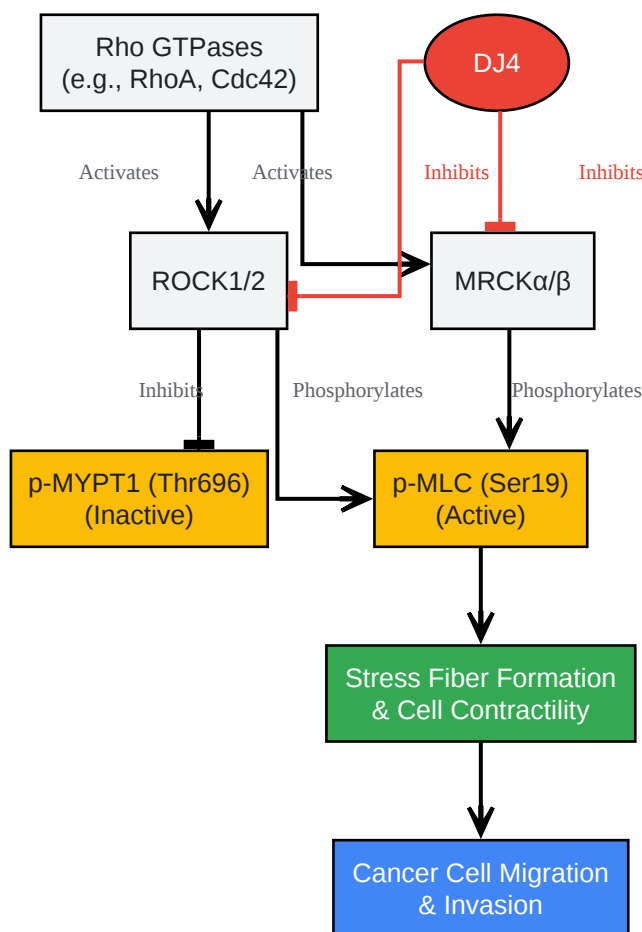 Rho GTPases
(e.g., RhoA, Cdc42)
DJ4
Activates
Activates
Inhibits
Inhibits
ROCK1/2
MRCKα/β
Inhibits
Phosphorylates
Phosphorylates
p-MYPT1 (Thr696)
(Inactive)
p-MLC (Ser19)
(Active)
Stress Fiber Formation
& Cell Contractility
Cancer Cell Migration
& Invasion